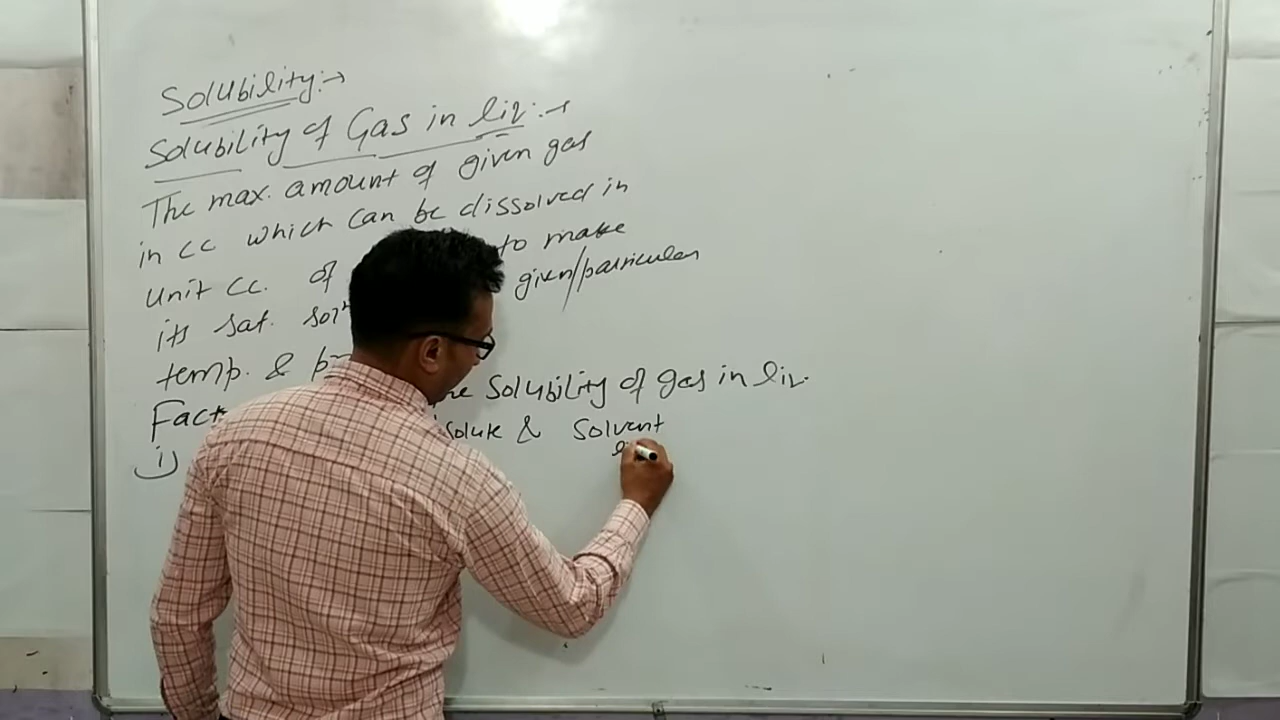 Solubility:→
Solubility of Gas in liq.:→
The max. amount of given gas
in cc which can be dissolved in
unit cc. of to make
its sat. given/particular
temp. &
the Solubility of gas in liq.
i) solute & Solvent